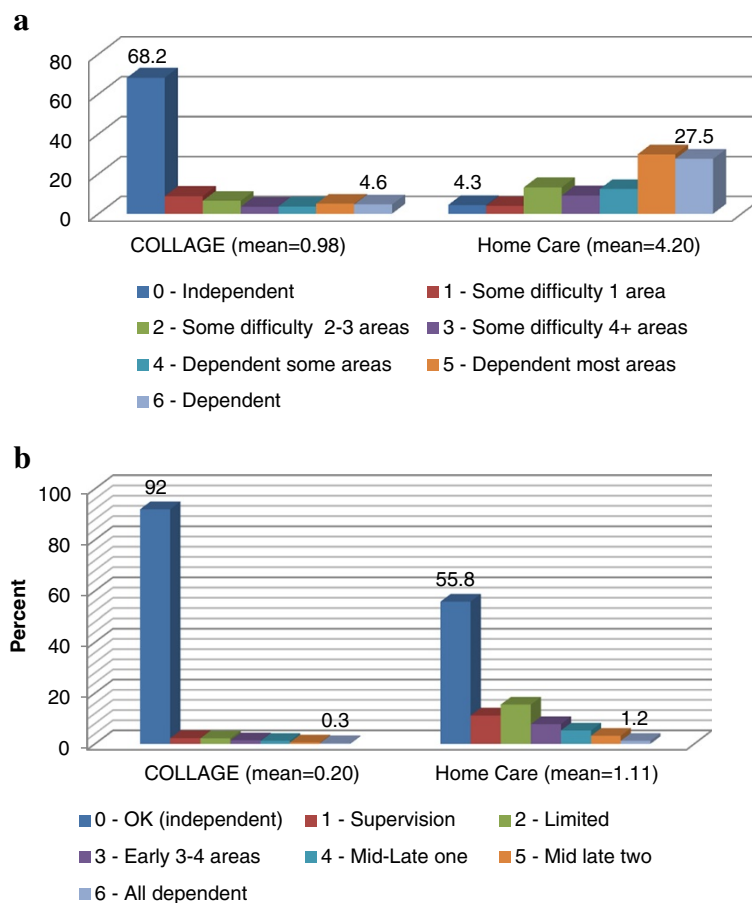 a
80
68.2
60
40
27.5
20
4.3
4.6
0
COLLAGE (mean=0.98) Home Care (mean=4.20)
0 - Independent 1 - Some difficulty 1 area
2 - Some difficulty 2-3 areas 3 - Some difficulty 4+ areas
4 - Dependent some areas 5 - Dependent most areas
6 - Dependent
b
100
92
80
55.8
60
Percent
40
20
0.3
1.2
0
COLLAGE (mean=0.20) Home Care (mean=1.11)
0 - OK (independent) 1 - Supervision 2 - Limited
3 - Early 3-4 areas 4 - Mid-Late one 5 - Mid late two
6 - All dependent